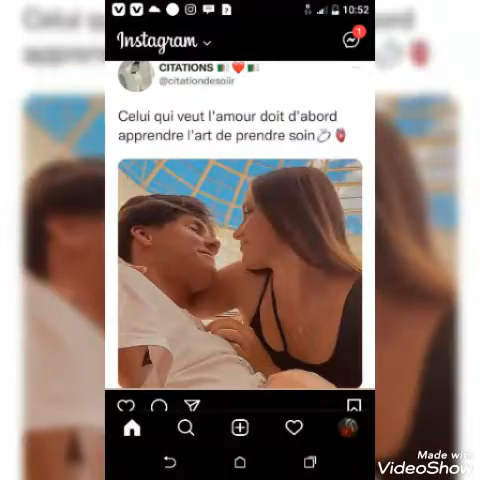 10:52
Instagram
1
CITATIONS 🇩🇿❤️🇩🇿
@citationdesoiir
Celui qui veut l'amour doit d'abord
apprendre l'art de prendre soin💍🫀
Made with
VideoShow